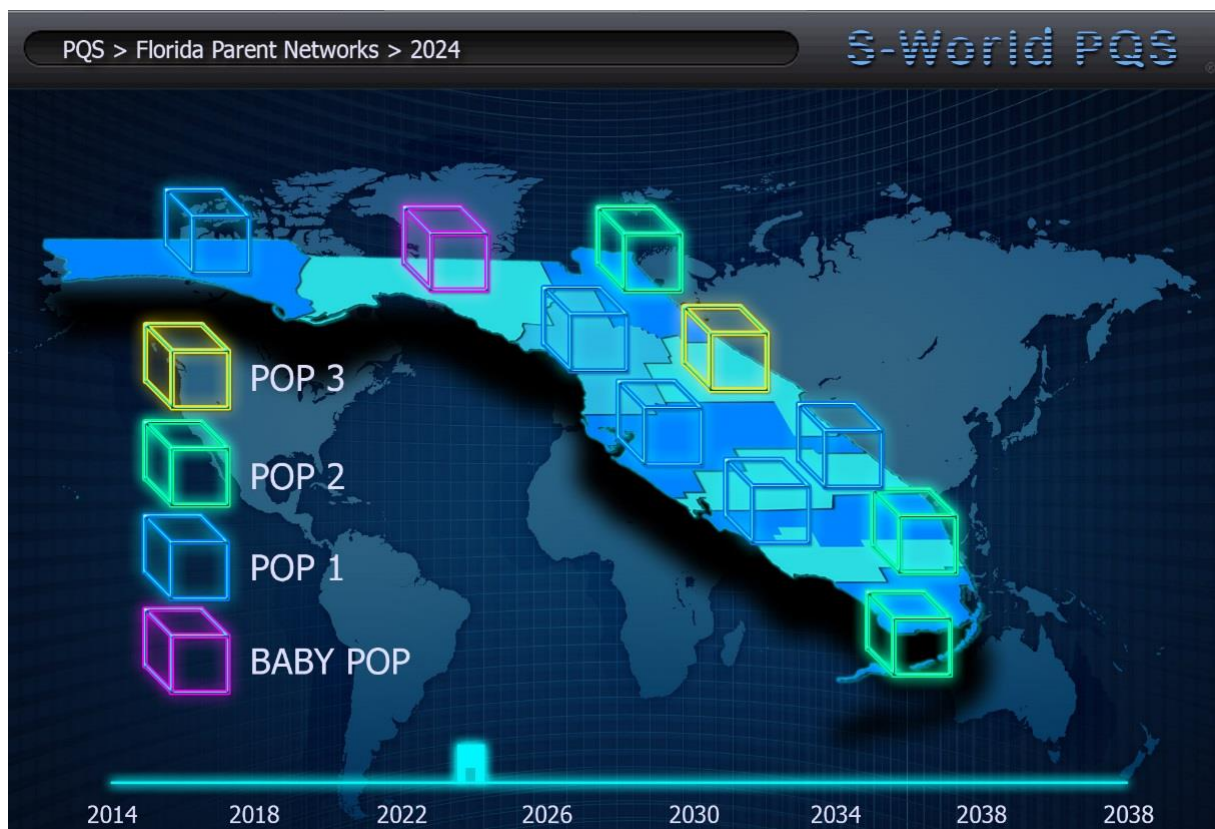 PQS > Florida Parent Networks > 2024
S-World PQS
POP 3
POP 2
POP 1
BABY POP
2014 2018 2022 2026 2030 2034 2038 2038